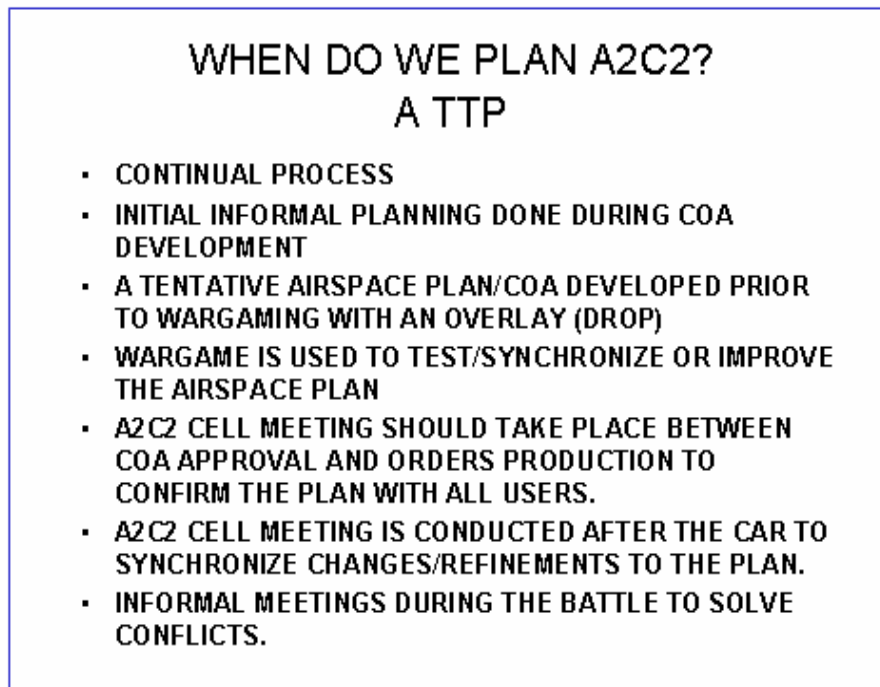 WHEN DO WE PLAN A2C2?
A TTP
▪ CONTINUAL PROCESS
▪ INITIAL INFORMAL PLANNING DONE DURING COA
DEVELOPMENT
▪ A TENTATIVE AIRSPACE PLAN/COA DEVELOPED PRIOR
TO WARGAMING WITH AN OVERLAY (DROP)
▪ WARGAME IS USED TO TEST/SYNCHRONIZE OR IMPROVE
THE AIRSPACE PLAN
▪ A2C2 CELL MEETING SHOULD TAKE PLACE BETWEEN
COA APPROVAL AND ORDERS PRODUCTION TO
CONFIRM THE PLAN WITH ALL USERS.
▪ A2C2 CELL MEETING IS CONDUCTED AFTER THE CAR TO
SYNCHRONIZE CHANGES/REFINEMENTS TO THE PLAN.
▪ INFORMAL MEETINGS DURING THE BATTLE TO SOLVE
CONFLICTS.